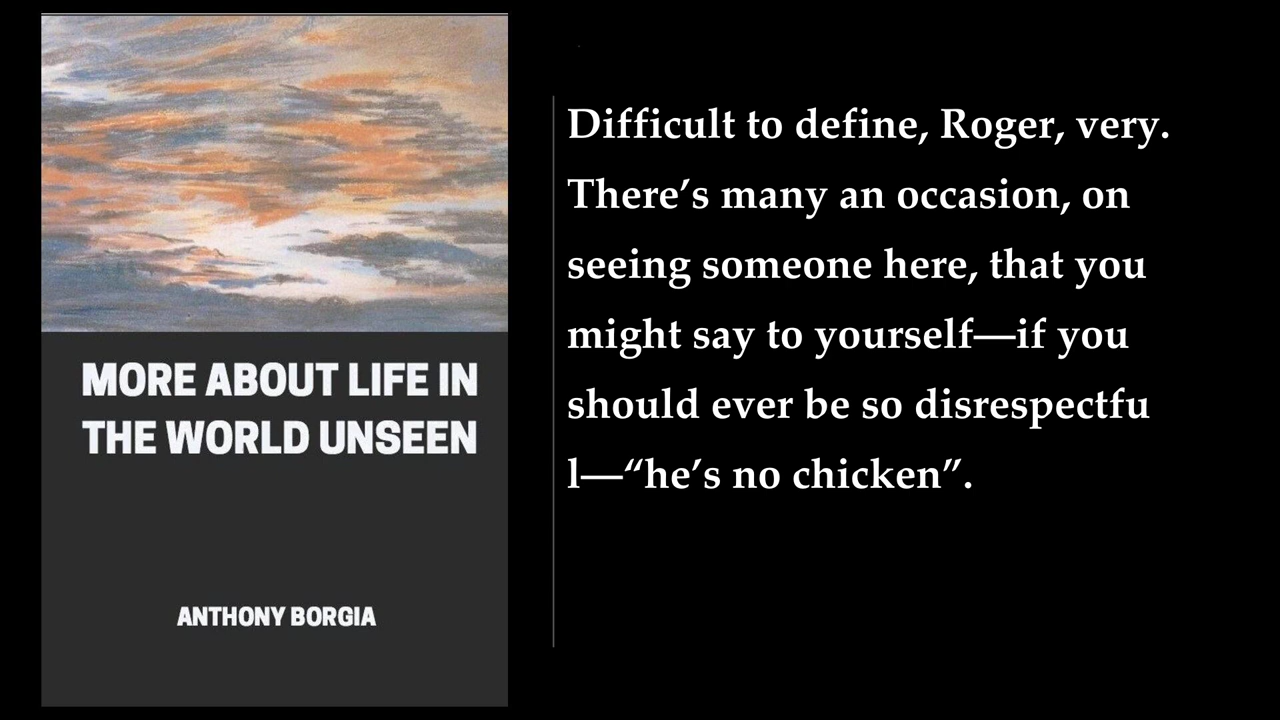 MORE ABOUT LIFE IN
THE WORLD UNSEEN
ANTHONY BORGIA
Difficult to define, Roger, very.
There’s many an occasion, on
seeing someone here, that you
might say to yourself—if you
should ever be so disrespectfu
l—“he’s no chicken”.